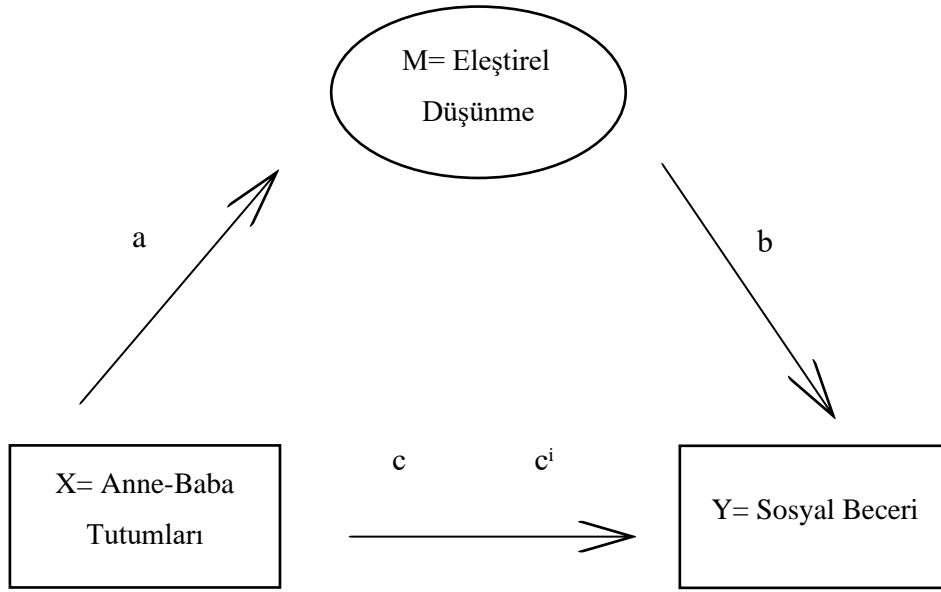 M= Eleştirel
Düşünme
a
b
c cⁱ
X= Anne-Baba
Tutumları
Y= Sosyal Beceri